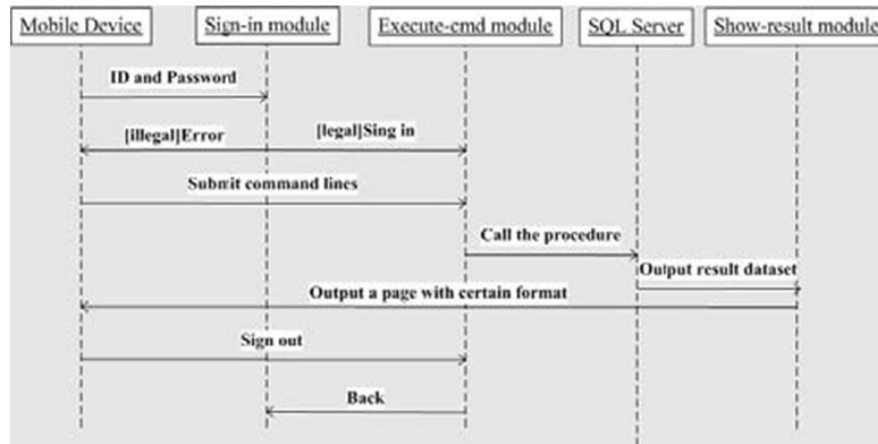 Mobile Device
Sign-in module
Execute-cmd module
SQL Server
Show-result module
ID and Password
[illegal]Error
[legal]Sing in
Submit command lines
Call the procedure
Output result dataset
Output a page with certain format
Sign out
Back